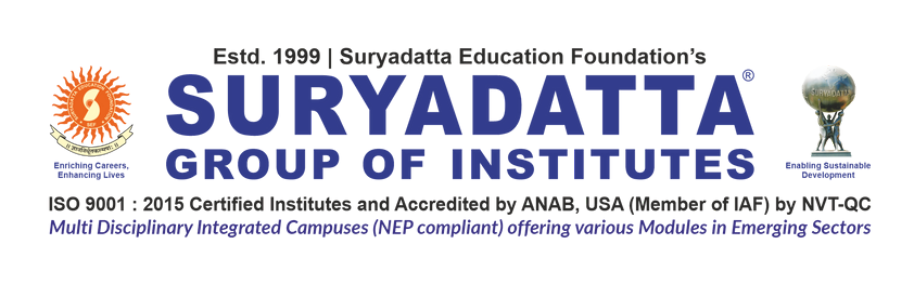 Estd. 1999 | Suryadatta Education Foundation's
SURYADATTA®
GROUP OF INSTITUTES
Enriching Careers,
Enhancing Lives
SURYADATTA
Enabling Sustainable
Development
ISO 9001 : 2015 Certified Institutes and Accredited by ANAB, USA (Member of IAF) by NVT-QC
Multi Disciplinary Integrated Campuses (NEP compliant) offering various Modules in Emerging Sectors